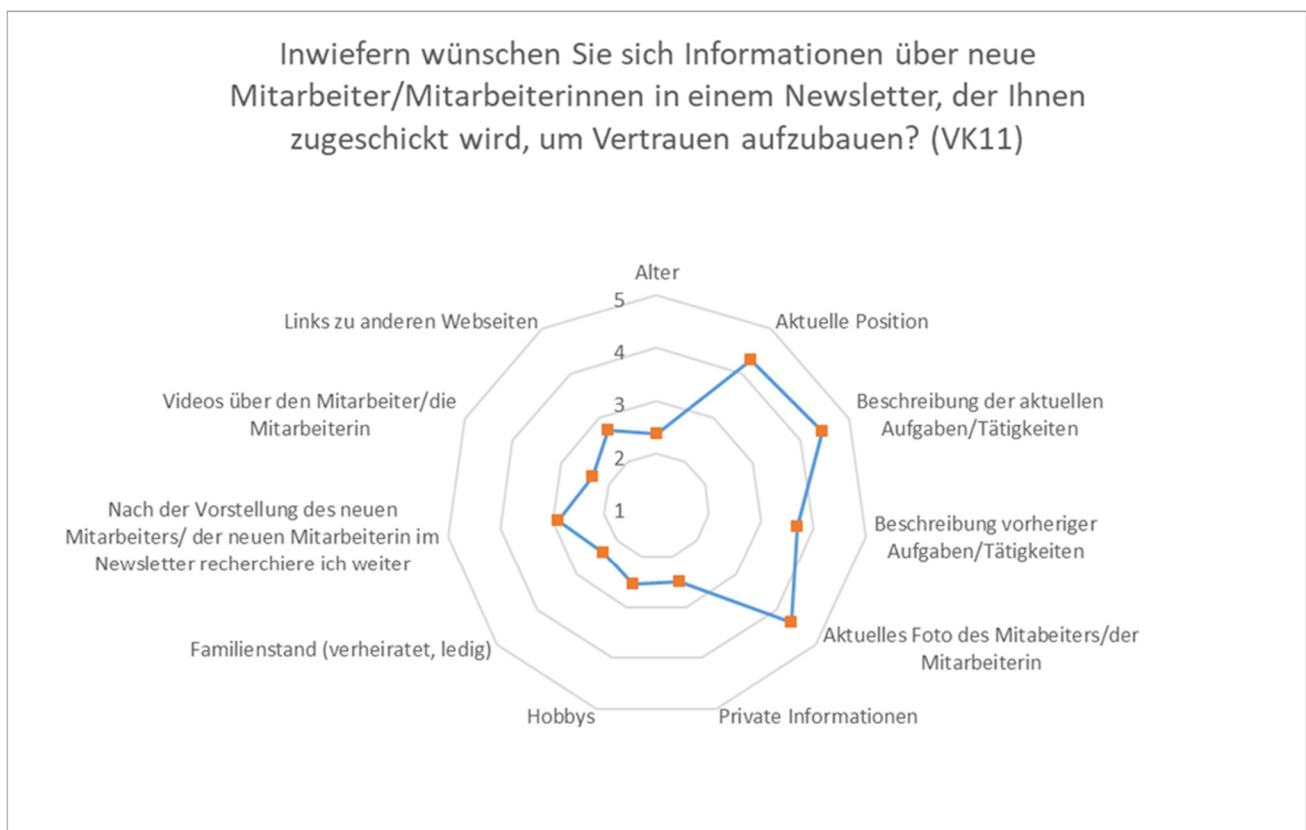 Inwiefern wünschen Sie sich Informationen über neue
Mitarbeiter/Mitarbeiterinnen in einem Newsletter, der Ihnen
zugeschickt wird, um Vertrauen aufzubauen? (VK11)
Alter
Aktuelle Position
Beschreibung der aktuellen
Aufgaben/Tätigkeiten
Beschreibung vorheriger
Aufgaben/Tätigkeiten
Aktuelles Foto des Mitabeiters/der
Mitarbeiterin
Private Informationen
Hobbys
Familienstand (verheiratet, ledig)
Nach der Vorstellung des neuen
Mitarbeiters/ der neuen Mitarbeiterin im
Newsletter recherchiere ich weiter
Videos über den Mitarbeiter/die
Mitarbeiterin
Links zu anderen Webseiten
5
4
3
2
1